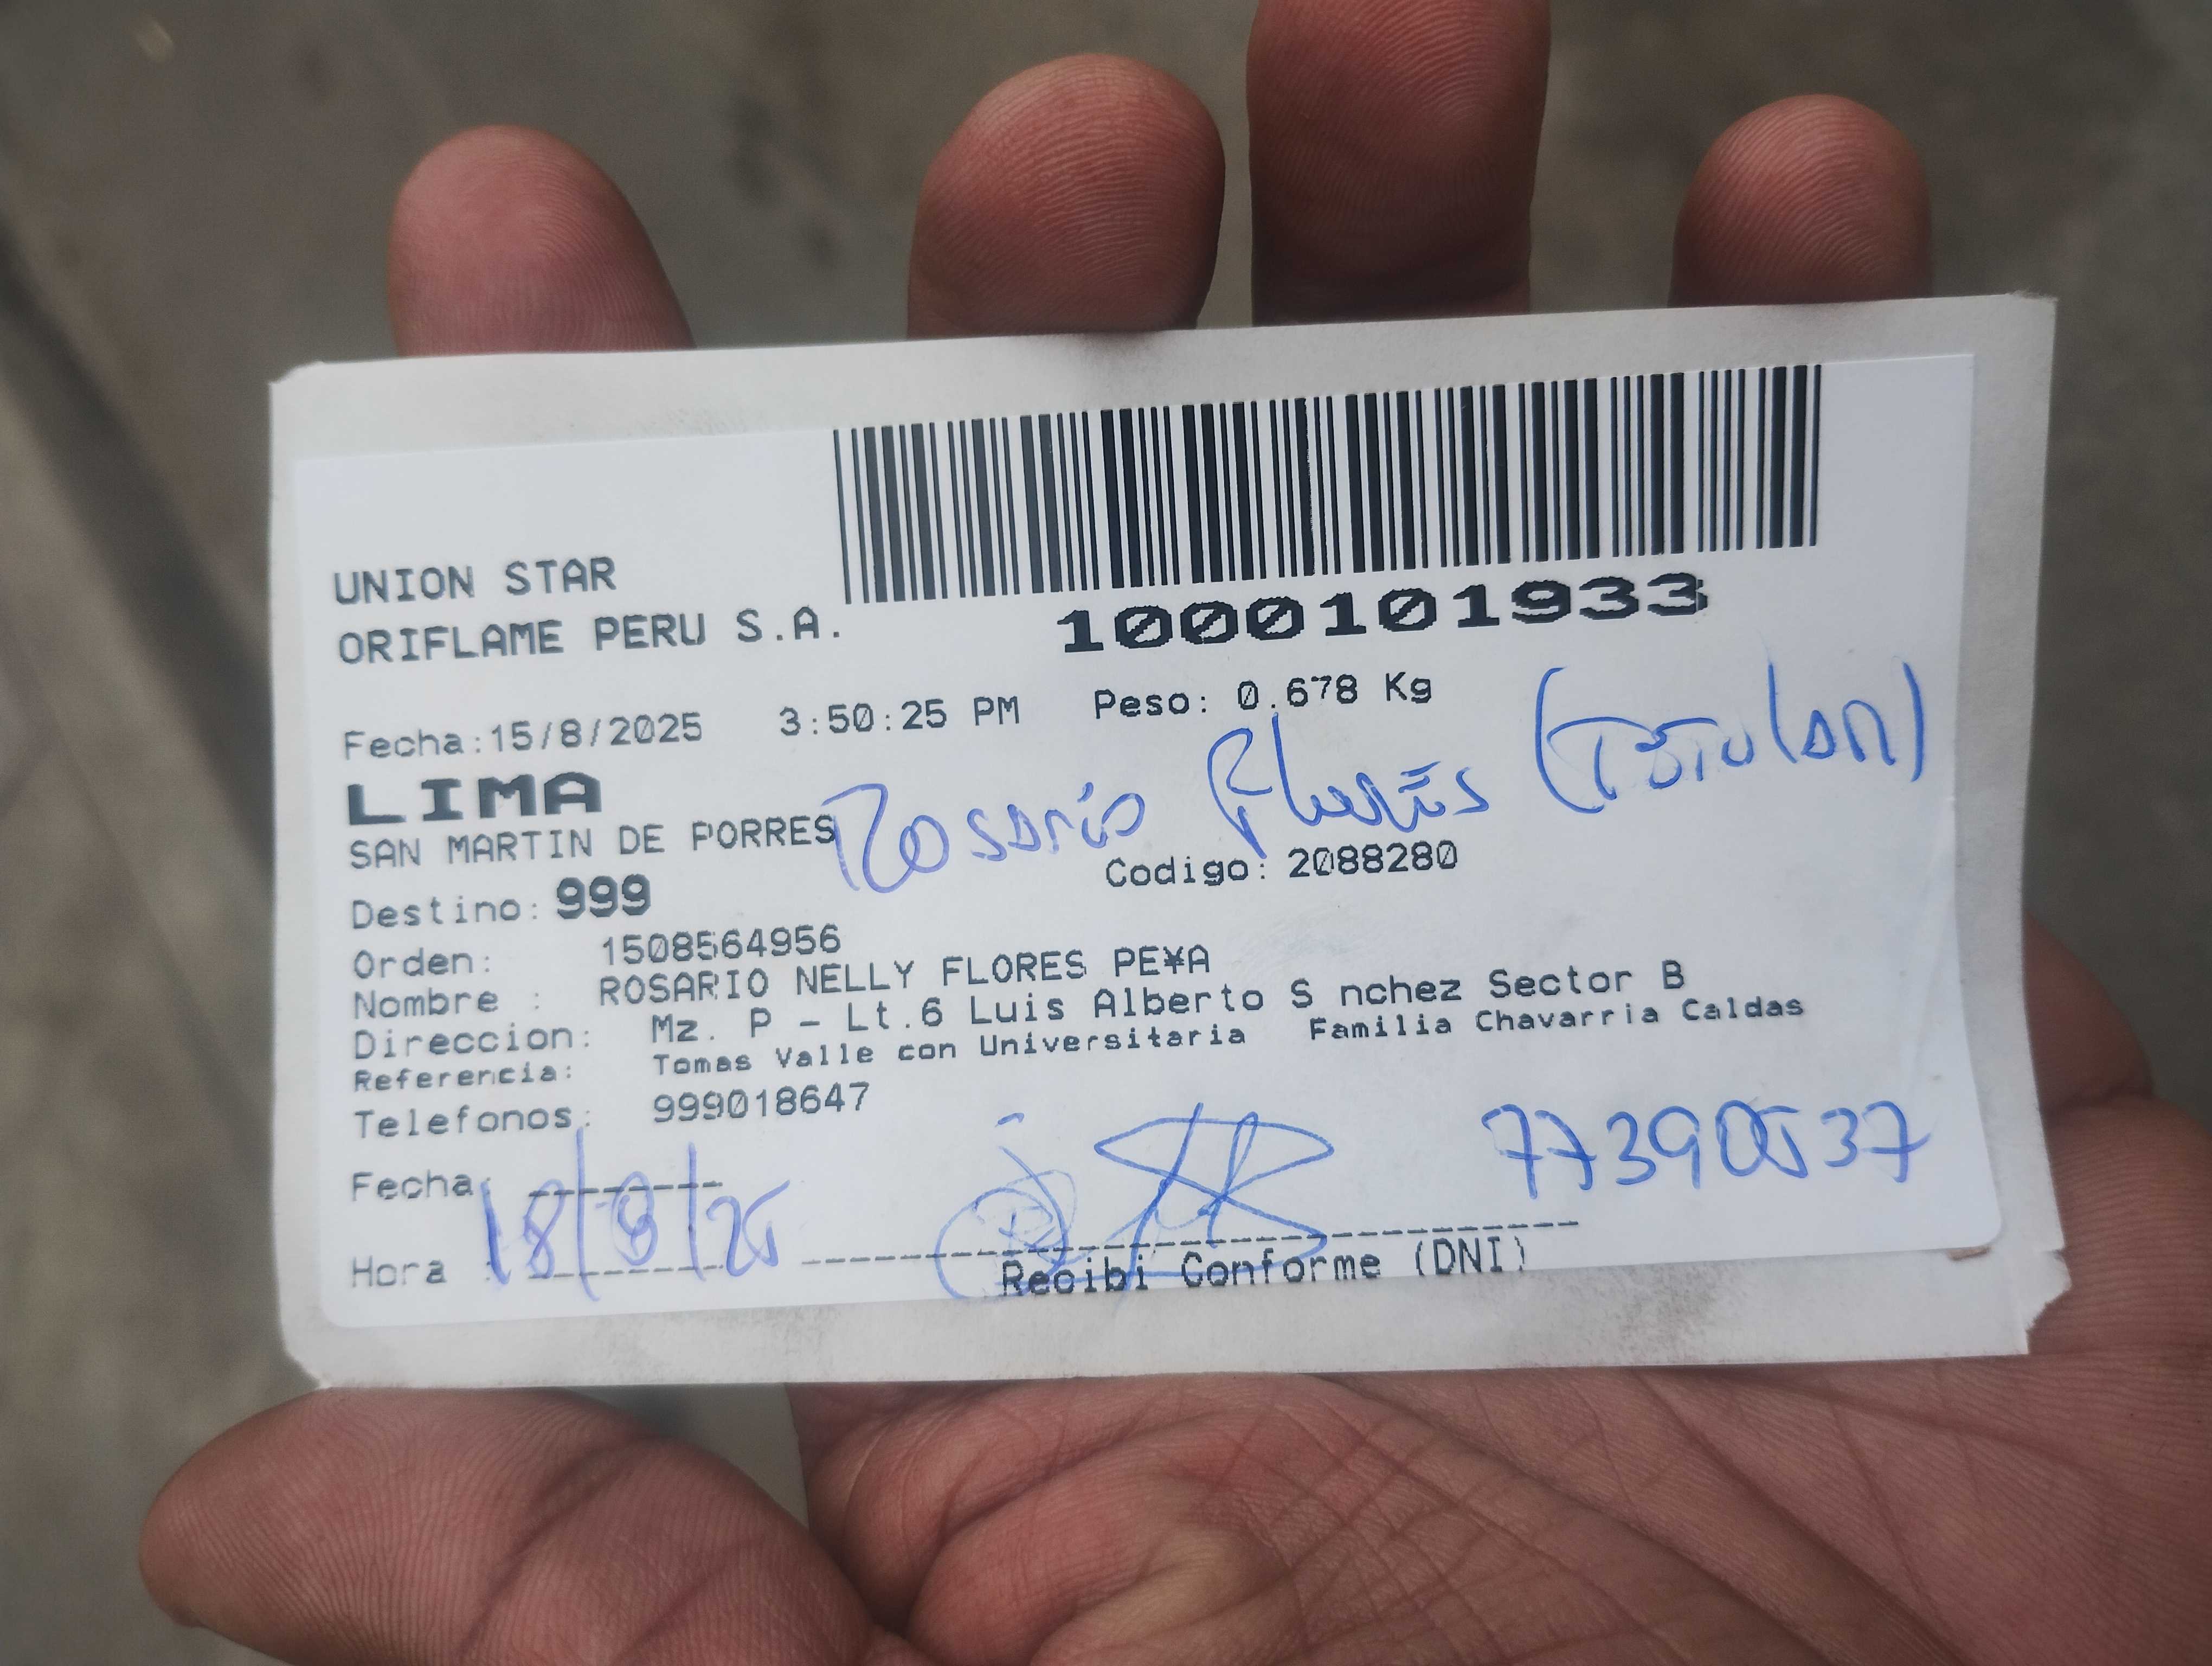 UNION STAR
ORIFLAME PERU S.A.
1000101933
Fecha:15/8/2025 3:50:25 PM Peso: 0.678 Kg
LIMA
SAN MARTIN DE PORRES
Rosario Flores (Titular)
Destino: 999 Codigo: 2088280
Orden: 1508564956
Nombre : ROSARIO NELLY FLORES PE¥A
Direccion: Mz. P - Lt.6 Luis Alberto S nchez Sector B
Referencia: Tomas Valle con Universitaria Familia Chavarria Caldas
Telefonos: 999018647
77390537
Fecha: 18/8/25
Hora :
Recibi Conforme (DNI)